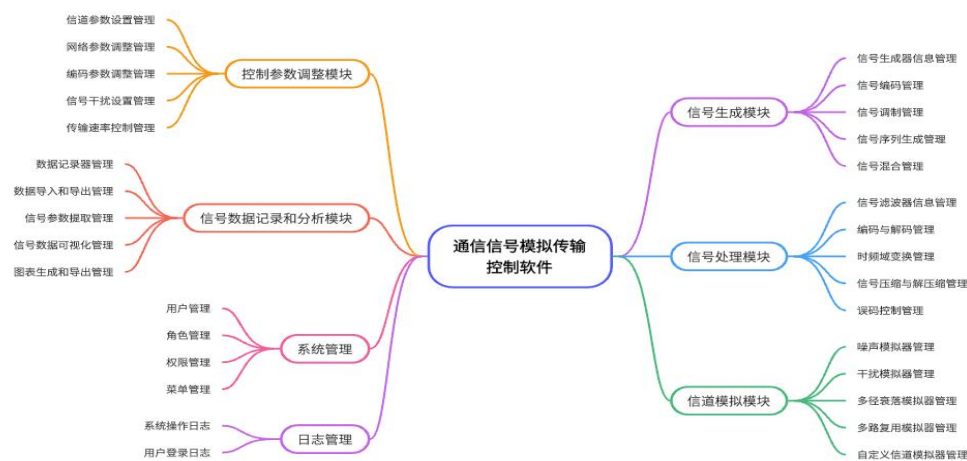 通信信号模拟传输
控制软件
控制参数调整模块
信道参数设置管理
网络参数调整管理
编码参数调整管理
信号干扰设置管理
传输速率控制管理
信号数据记录和分析模块
数据记录器管理
数据导入和导出管理
信号参数提取管理
信号数据可视化管理
图表生成和导出管理
系统管理
用户管理
角色管理
权限管理
菜单管理
日志管理
系统操作日志
用户登录日志
信号生成模块
信号生成器信息管理
信号编码管理
信号调制管理
信号序列生成管理
信号混合管理
信号处理模块
信号滤波器信息管理
编码与解码管理
时频域变换管理
信号压缩与解压缩管理
误码控制管理
信道模拟模块
噪声模拟器管理
干扰模拟器管理
多径衰落模拟器管理
多路复用模拟器管理
自定义信道模拟器管理